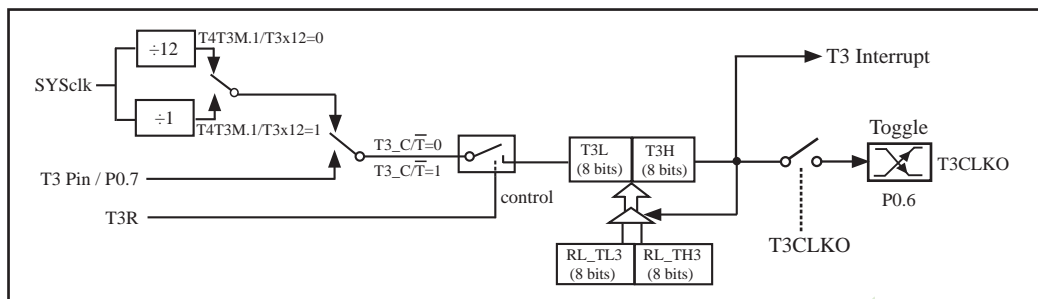 SYSclk
÷12
T4T3M.1/T3x12=0
÷1
T4T3M.1/T3x12=1
T3 Pin / P0.7
T3_C/T̅=0
T3_C/T̅=1
T3R
control
T3L
(8 bits)
T3H
(8 bits)
RL_TL3
(8 bits)
RL_TH3
(8 bits)
T3 Interrupt
Toggle
T3CLKO
P0.6
T3CLKO